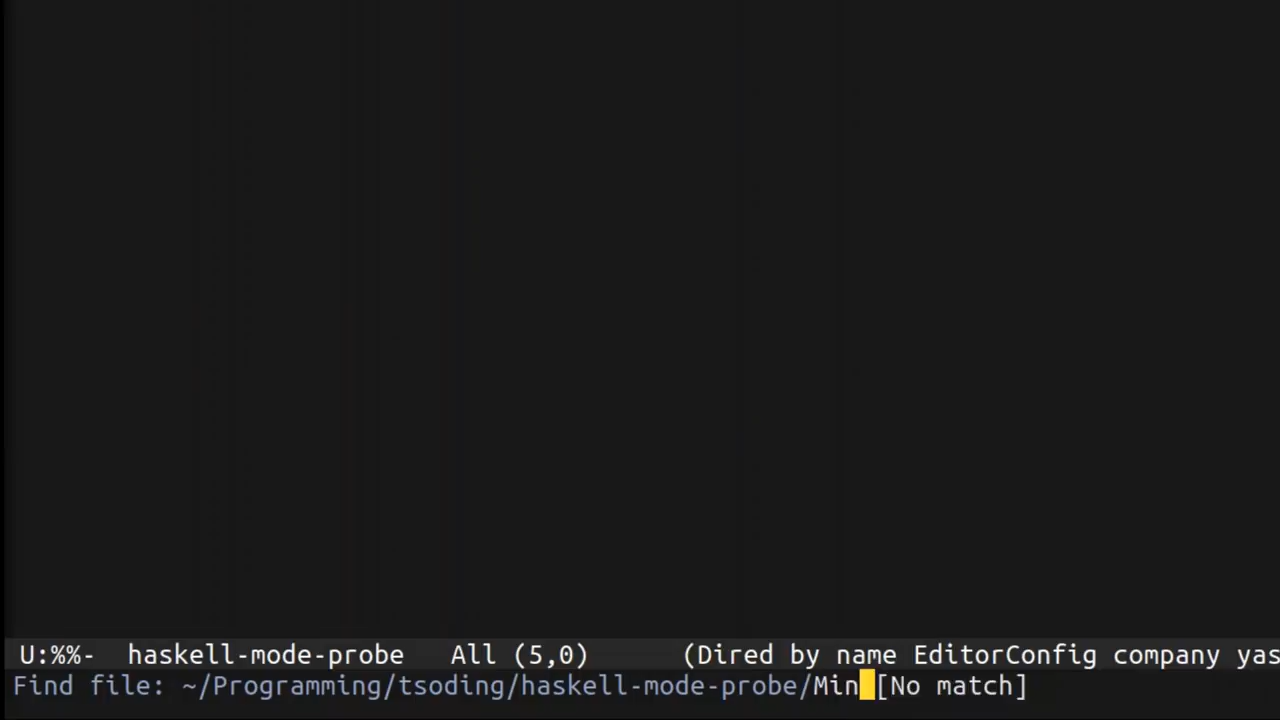 U:%%- haskell-mode-probe All (5,0) (Dired by name EditorConfig company yas
Find file: ~/Programming/tsoding/haskell-mode-probe/Min [No match]